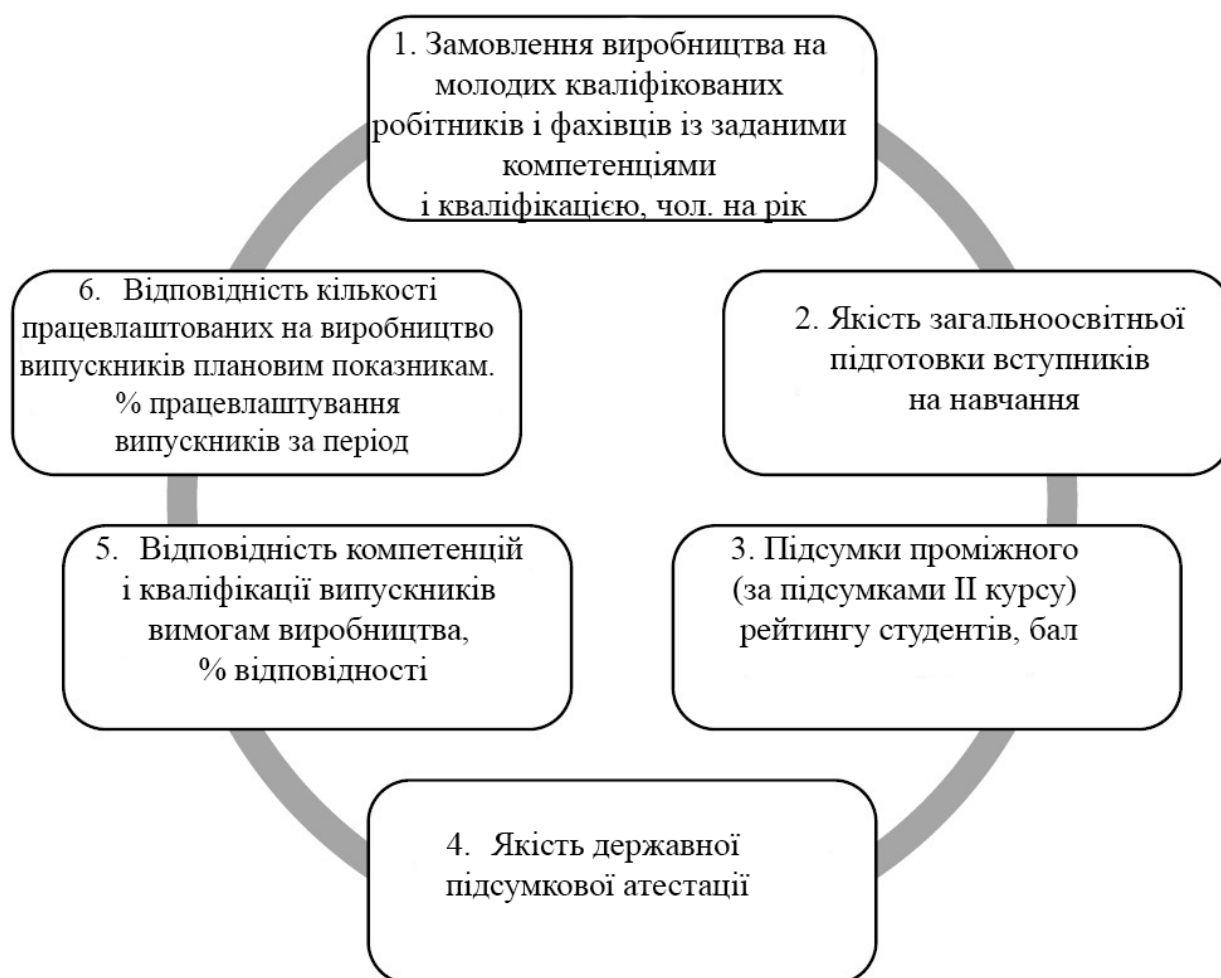 1. Замовлення виробництва на
молодих кваліфікованих
робітників і фахівців із заданими
компетенціями
і кваліфікацією, чол. на рік
2. Якість загальноосвітньої
підготовки вступників
на навчання
3. Підсумки проміжного
(за підсумками II курсу)
рейтингу студентів, бал
4. Якість державної
підсумкової атестації
5. Відповідність компетенцій
і кваліфікації випускників
вимогам виробництва,
% відповідності
6. Відповідність кількості
працевлаштованих на виробництво
випускників плановим показникам.
% працевлаштування
випускників за період